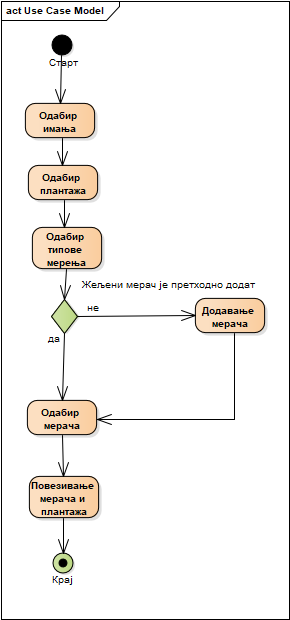 act Use Case Model
Старт
Одабир
имања
Одабир
плантажа
Одабир
типове
мерења
Жељени мерач је претходно додат
не
Додавање
мерача
да
Одабир
мерача
Повезивање
мерача и
плантажа
Крај